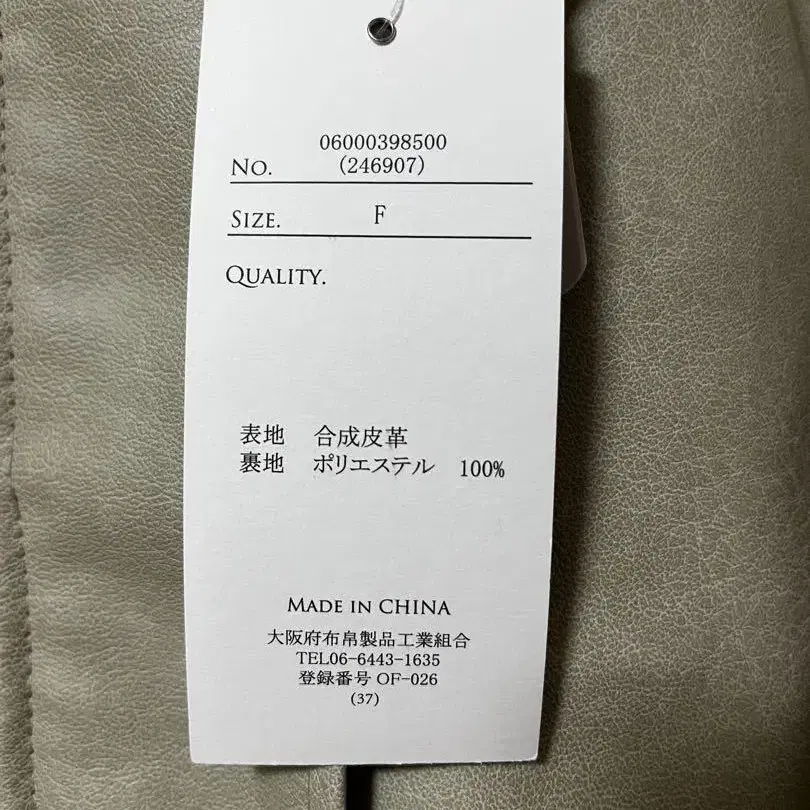 06000398500
No. (246907)
Size. F
Quality.
表地 合成皮革
裏地 ポリエステル 100%
Made in CHINA
大阪府布帛製品工業組合
TEL06-6443-1635
登録番号 OF-026
(37)